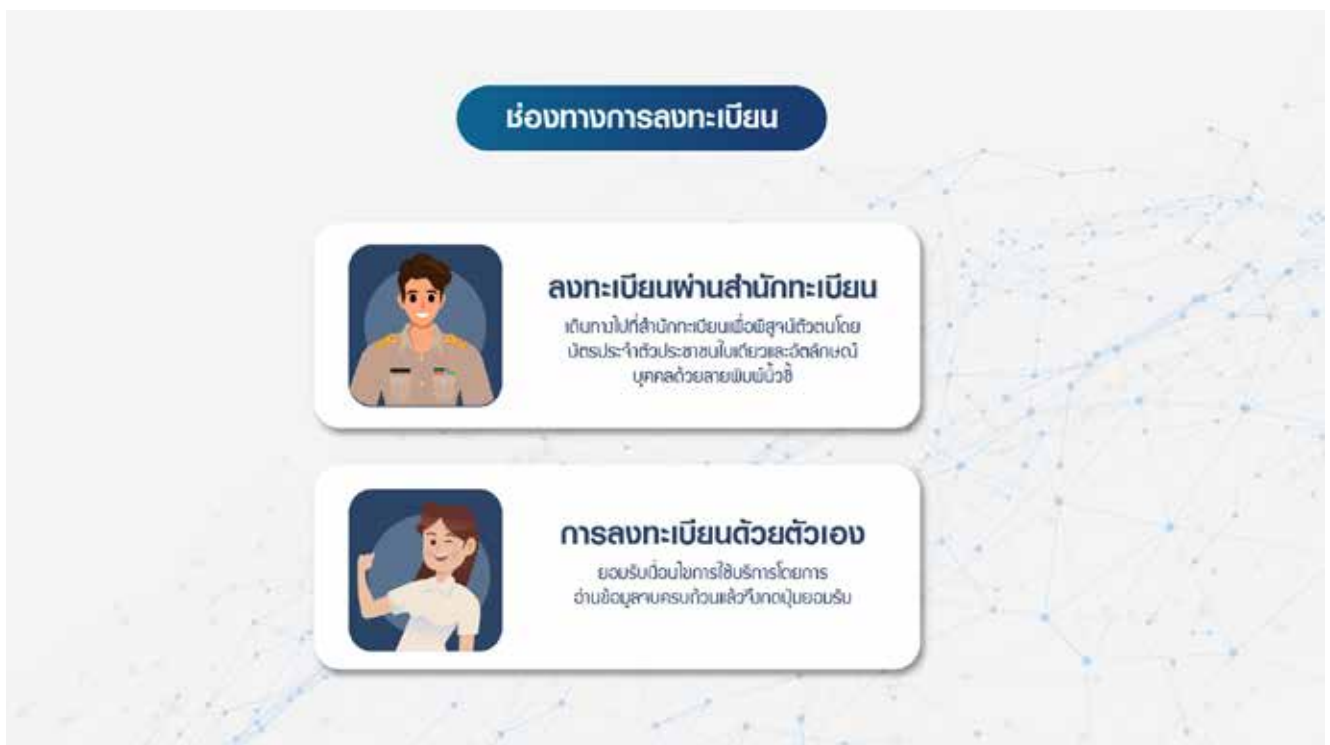 ช่องทางการลงทะเบียน
ลงทะเบียนผ่านสำนักทะเบียน
เดินทางไปที่สำนักทะเบียนเพื่อพิสูจน์ตัวตนโดย
บัตรประจำตัวประชาชนใบเดียวและอัตลักษณ์
บุคคลด้วยลายพิมพ์นิ้วชี้
การลงทะเบียนด้วยตัวเอง
ยอมรับเงื่อนไขการใช้บริการโดยการ
อ่านข้อมูลจนครบถ้วนแล้วจึงกดปุ่มยอมรับ